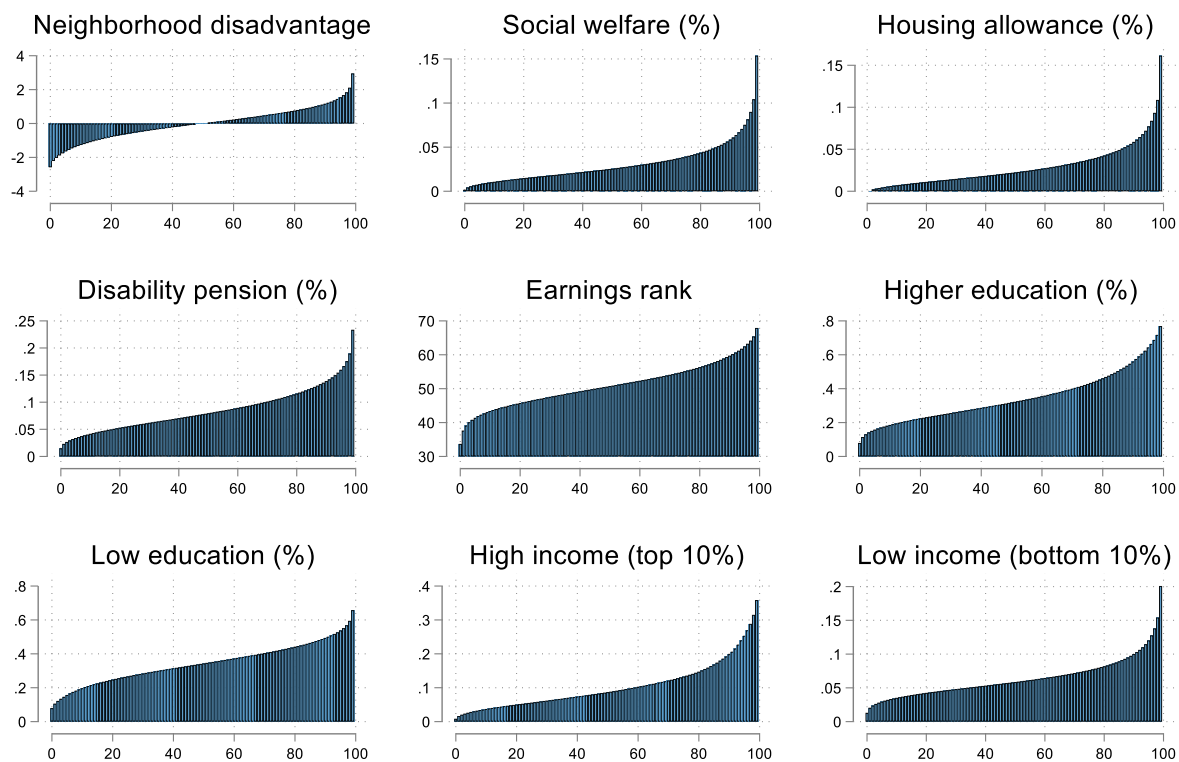 Neighborhood disadvantage
4
2
0
-2
-4
0 20 40 60 80 100
Social welfare (%)
.15
.1
.05
0
0 20 40 60 80 100
Housing allowance (%)
.15
.1
.05
0
0 20 40 60 80 100
Disability pension (%)
.25
.2
.15
.1
.05
0
0 20 40 60 80 100
Earnings rank
70
60
50
40
30
0 20 40 60 80 100
Higher education (%)
.8
.6
.4
.2
0
0 20 40 60 80 100
Low education (%)
.8
.6
.4
.2
0
0 20 40 60 80 100
High income (top 10%)
.4
.3
.2
.1
0
0 20 40 60 80 100
Low income (bottom 10%)
.2
.15
.1
.05
0
0 20 40 60 80 100